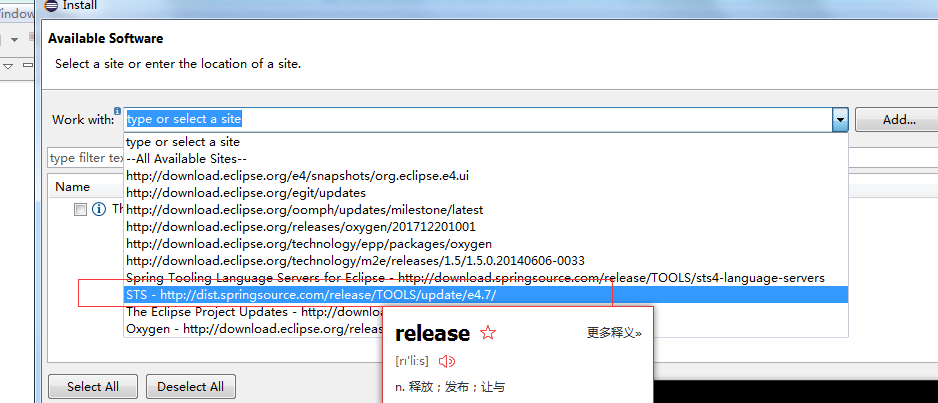 Install
Window
Available Software
Select a site or enter the location of a site.
Work with:
type or select a site
Add...
type or select a site
--All Available Sites--
type filter tex
http://download.eclipse.org/e4/snapshots/org.eclipse.e4.ui
Name
http://download.eclipse.org/egit/updates
http://download.eclipse.org/oomph/updates/milestone/latest
http://download.eclipse.org/releases/oxygen/201712201001
http://download.eclipse.org/technology/epp/packages/oxygen
http://download.eclipse.org/technology/m2e/releases/1.5/1.5.0.20140606-0033
Spring Tooling Language Servers for Eclipse - http://download.springsource.com/release/TOOLS/sts4-language-servers
STS - http://dist.springsource.com/release/TOOLS/update/e4.7/
The Eclipse Project Updates - http://downlo
Oxygen - http://download.eclipse.org/relea
release
更多释义»
[rɪ'liːs]
n. 释放；发布；让与
Select All
Deselect All